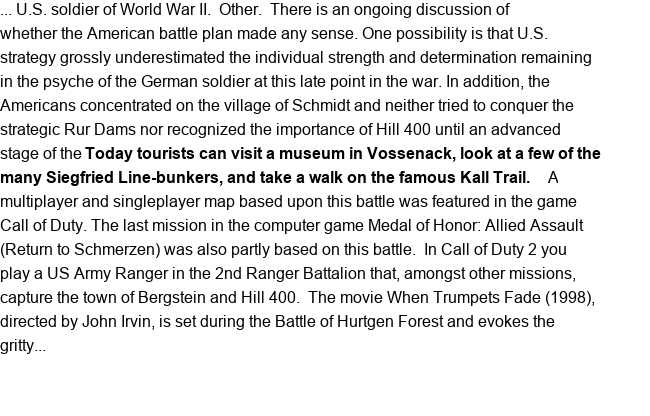 ... U.S. soldier of World War II.  Other.  There is an ongoing discussion of
whether the American battle plan made any sense. One possibility is that U.S.
strategy grossly underestimated the individual strength and determination remaining
in the psyche of the German soldier at this late point in the war. In addition, the
Americans concentrated on the village of Schmidt and neither tried to conquer the
strategic Rur Dams nor recognized the importance of Hill 400 until an advanced
stage of the Today tourists can visit a museum in Vossenack, look at a few of the
many Siegfried Line-bunkers, and take a walk on the famous Kall Trail.    A
multiplayer and singleplayer map based upon this battle was featured in the game
Call of Duty. The last mission in the computer game Medal of Honor: Allied Assault
(Return to Schmerzen) was also partly based on this battle.  In Call of Duty 2 you
play a US Army Ranger in the 2nd Ranger Battalion that, amongst other missions,
capture the town of Bergstein and Hill 400.  The movie When Trumpets Fade (1998),
directed by John Irvin, is set during the Battle of Hurtgen Forest and evokes the
gritty...